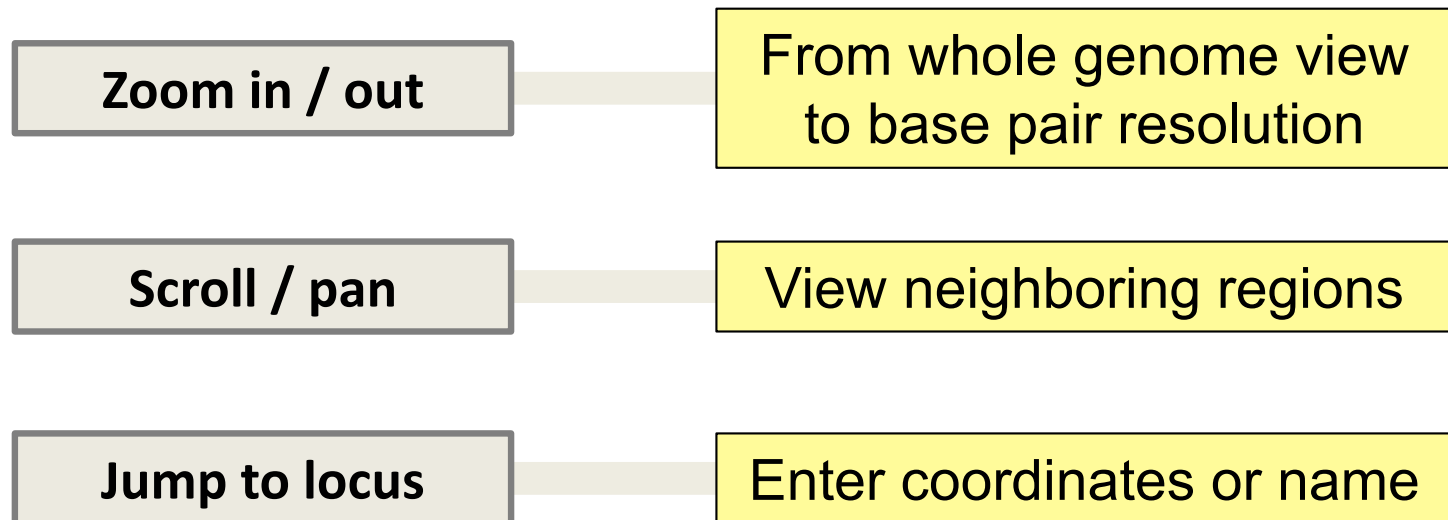 Zoom in / out
From whole genome view
to base pair resolution
Scroll / pan
View neighboring regions
Jump to locus
Enter coordinates or name